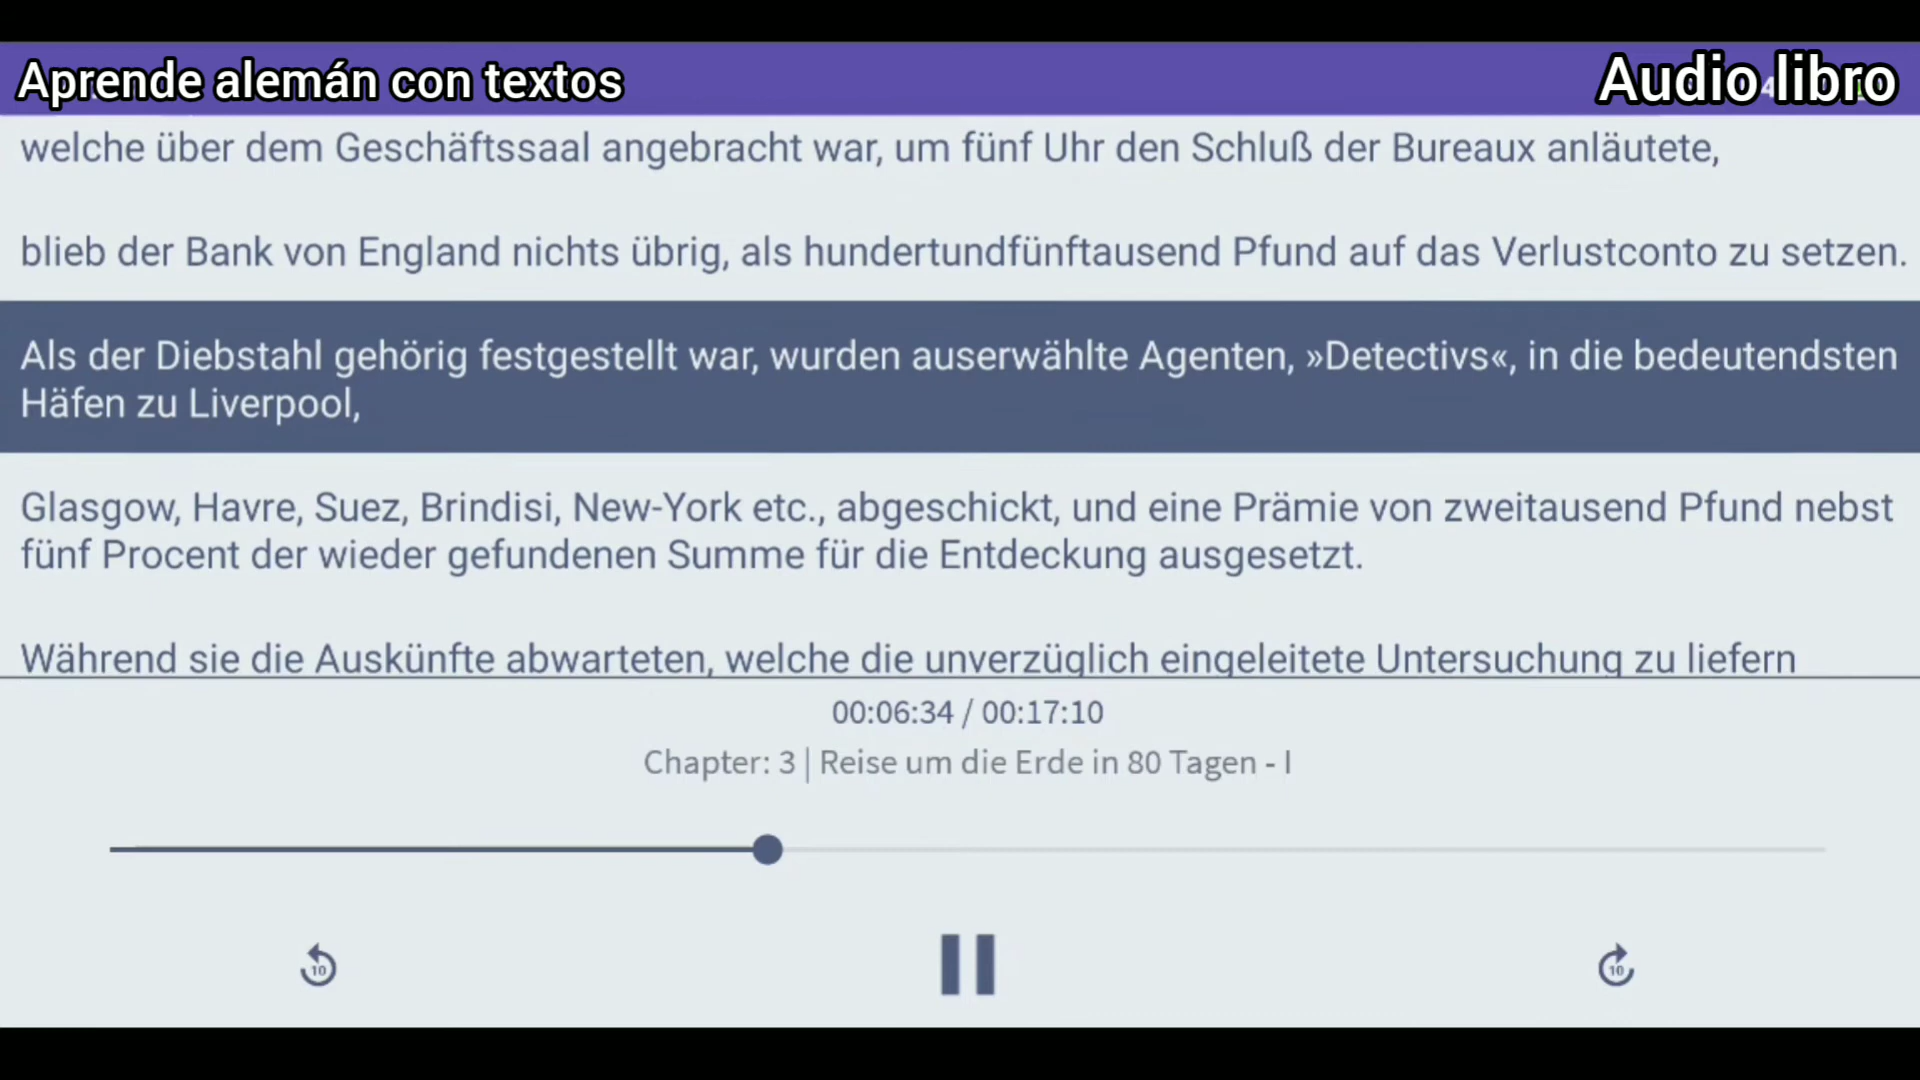 Aprende alemán con textos
Audio libro
welche über dem Geschäftssaal angebracht war, um fünf Uhr den Schluß der Bureaux anläutete,
blieb der Bank von England nichts übrig, als hundertundfünftausend Pfund auf das Verlustconto zu setzen.
Als der Diebstahl gehörig festgestellt war, wurden auserwählte Agenten, »Detectivs«, in die bedeutendsten
Häfen zu Liverpool,
Glasgow, Havre, Suez, Brindisi, New-York etc., abgeschickt, und eine Prämie von zweitausend Pfund nebst
fünf Procent der wieder gefundenen Summe für die Entdeckung ausgesetzt.
Während sie die Auskünfte abwarteten, welche die unverzüglich eingeleitete Untersuchung zu liefern
00:06:34 / 00:17:10
Chapter: 3 | Reise um die Erde in 80 Tagen - I
10
10